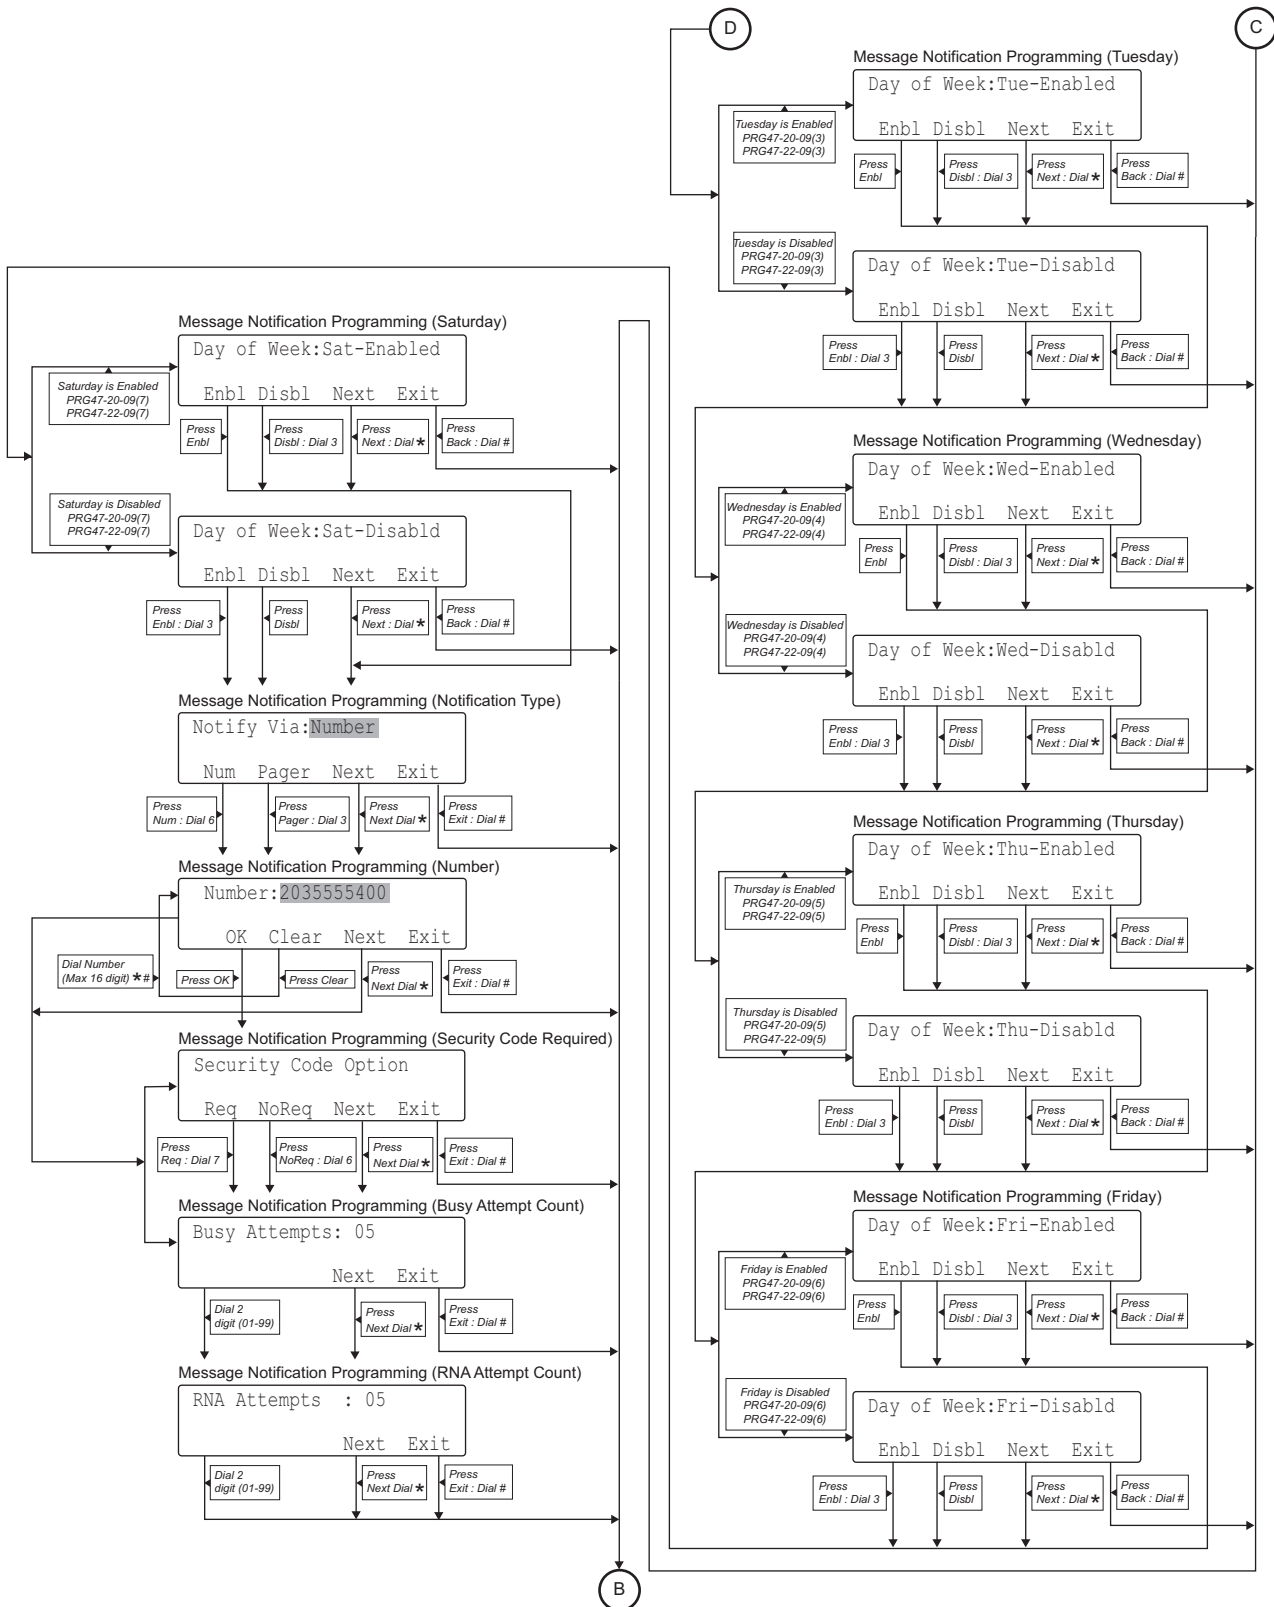 D
C
Message Notification Programming (Tuesday)
Day of Week:Tue-Enabled
Enbl Disbl Next Exit
Tuesday is Enabled
PRG47-20-09(3)
PRG47-22-09(3)
Press
Enbl
Press
Disbl : Dial 3
Press
Next : Dial *
Press
Back : Dial #
Tuesday is Disabled
PRG47-20-09(3)
PRG47-22-09(3)
Day of Week:Tue-Disabld
Enbl Disbl Next Exit
Press
Enbl : Dial 3
Press
Disbl
Press
Next : Dial *
Press
Back : Dial #
Message Notification Programming (Wednesday)
Day of Week:Wed-Enabled
Enbl Disbl Next Exit
Wednesday is Enabled
PRG47-20-09(4)
PRG47-22-09(4)
Press
Enbl
Press
Disbl : Dial 3
Press
Next : Dial *
Press
Back : Dial #
Wednesday is Disabled
PRG47-20-09(4)
PRG47-22-09(4)
Day of Week:Wed-Disabld
Enbl Disbl Next Exit
Press
Enbl : Dial 3
Press
Disbl
Press
Next : Dial *
Press
Back : Dial #
Message Notification Programming (Thursday)
Day of Week:Thu-Enabled
Enbl Disbl Next Exit
Thursday is Enabled
PRG47-20-09(5)
PRG47-22-09(5)
Press
Enbl
Press
Disbl : Dial 3
Press
Next : Dial *
Press
Back : Dial #
Thursday is Disabled
PRG47-20-09(5)
PRG47-22-09(5)
Day of Week:Thu-Disabld
Enbl Disbl Next Exit
Press
Enbl : Dial 3
Press
Disbl
Press
Next : Dial *
Press
Back : Dial #
Message Notification Programming (Friday)
Day of Week:Fri-Enabled
Enbl Disbl Next Exit
Friday is Enabled
PRG47-20-09(6)
PRG47-22-09(6)
Press
Enbl
Press
Disbl : Dial 3
Press
Next : Dial *
Press
Back : Dial #
Friday is Disabled
PRG47-20-09(6)
PRG47-22-09(6)
Day of Week:Fri-Disabld
Enbl Disbl Next Exit
Press
Enbl : Dial 3
Press
Disbl
Press
Next : Dial *
Press
Back : Dial #
Message Notification Programming (Saturday)
Day of Week:Sat-Enabled
Enbl Disbl Next Exit
Saturday is Enabled
PRG47-20-09(7)
PRG47-22-09(7)
Press
Enbl
Press
Disbl : Dial 3
Press
Next : Dial *
Press
Back : Dial #
Saturday is Disabled
PRG47-20-09(7)
PRG47-22-09(7)
Day of Week:Sat-Disabld
Enbl Disbl Next Exit
Press
Enbl : Dial 3
Press
Disbl
Press
Next : Dial *
Press
Back : Dial #
Message Notification Programming (Notification Type)
Notify Via:Number
Num Pager Next Exit
Press
Num : Dial 6
Press
Pager : Dial 3
Press
Next Dial *
Press
Exit : Dial #
Message Notification Programming (Number)
Number:2035555400
OK Clear Next Exit
Dial Number
(Max 16 digit) * #
Press OK
Press Clear
Press
Next Dial *
Press
Exit : Dial #
Message Notification Programming (Security Code Required)
Security Code Option
Req NoReq Next Exit
Press
Req : Dial 7
Press
NoReq : Dial 6
Press
Next Dial *
Press
Exit : Dial #
Message Notification Programming (Busy Attempt Count)
Busy Attempts: 05
Next Exit
Dial 2
digit (01-99)
Press
Next Dial *
Press
Exit : Dial #
Message Notification Programming (RNA Attempt Count)
RNA Attempts : 05
Next Exit
Dial 2
digit (01-99)
Press
Next Dial *
Press
Exit : Dial #
B